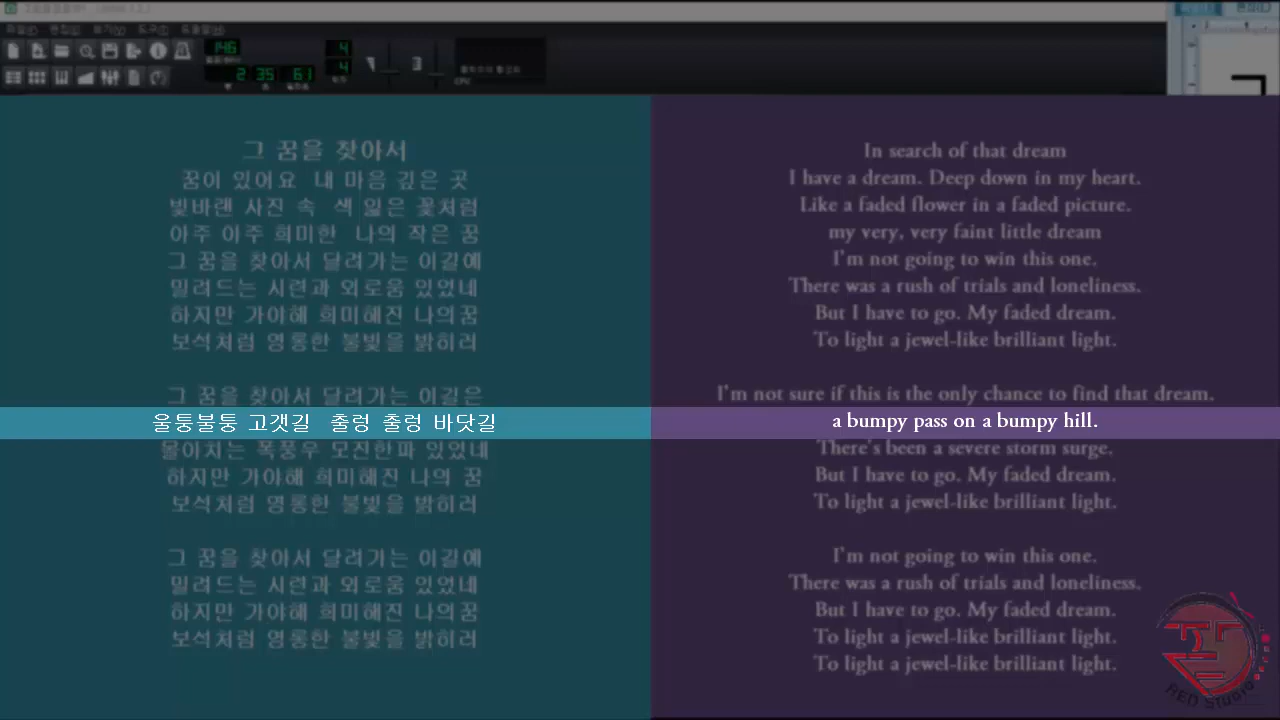 146
2 35 61
4
4
1 3
CPU
그 꿈을 찾아서
꿈이 있어요 내 마음 깊은 곳
빛바랜 사진 속 색 잃은 꽃처럼
아주 아주 희미한 나의 작은 꿈
그 꿈을 찾아서 달려가는 이길에
밀려드는 시련과 외로움 있었네
하지만 가야해 희미해진 나의꿈
보석처럼 영롱한 불빛을 밝히러
그 꿈을 찾아서 달려가는 이길은
울퉁불퉁 고갯길 출렁 출렁 바닷길
몰아치는 폭풍우 모진한파 있었네
하지만 가야해 희미해진 나의 꿈
보석처럼 영롱한 불빛을 밝히러
그 꿈을 찾아서 달려가는 이길에
밀려드는 시련과 외로움 있었네
하지만 가야해 희미해진 나의꿈
보석처럼 영롱한 불빛을 밝히러
In search of that dream
I have a dream. Deep down in my heart.
Like a faded flower in a faded picture.
my very, very faint little dream
I'm not going to win this one.
There was a rush of trials and loneliness.
But I have to go. My faded dream.
To light a jewel-like brilliant light.
I'm not sure if this is the only chance to find that dream.
a bumpy pass on a bumpy hill.
There's been a severe storm surge.
But I have to go. My faded dream.
To light a jewel-like brilliant light.
I'm not going to win this one.
There was a rush of trials and loneliness.
But I have to go. My faded dream.
To light a jewel-like brilliant light.
To light a jewel-like brilliant light.
RED Studio